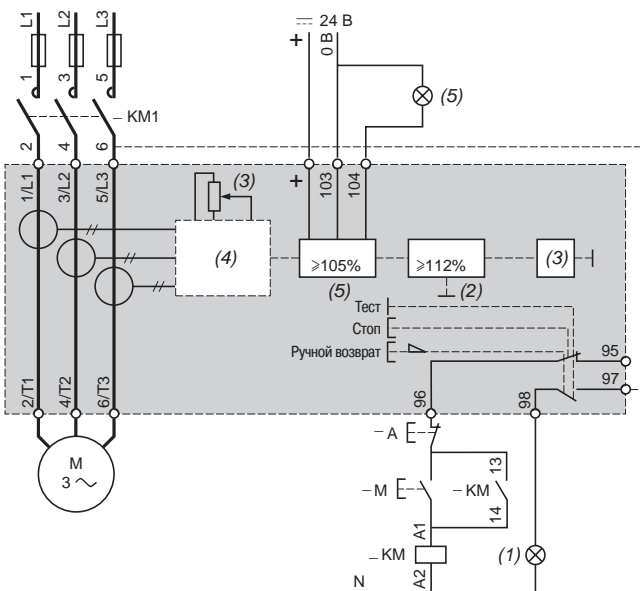 L1 L2 L3
24 В
+ 0 В
(5)
1 3 5
– KM1
2 4 6
1/L1 3/L2 5/L3
+ 103 104
(3)
(4)
≥105%
≥112%
(3)
(5)
(2)
Тест
Стоп
Ручной возврат
95
97
2/T1 4/T2 6/T3
96 98
– A
M
3 ~
13
– M – KM
14
A1
– KM (1)
N A2